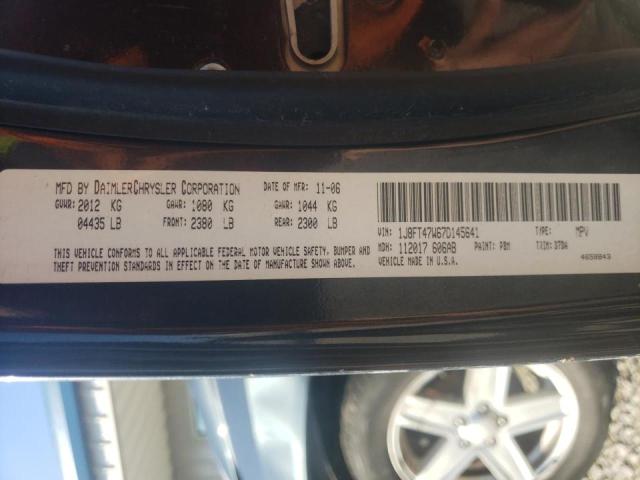 MFD BY DAIMLERCHRYSLER CORPORATION DATE OF MFR: 11-06
GVWR: 2012 KG GAWR: 1080 KG GAWR: 1044 KG
04435 LB FRONT: 2380 LB REAR: 2300 LB
THIS VEHICLE CONFORMS TO ALL APPLICABLE FEDERAL MOTOR VEHICLE SAFETY, BUMPER AND
THEFT PREVENTION STANDARDS IN EFFECT ON THE DATE OF MANUFACTURE SHOWN ABOVE.
VIN: 1J8FT47W67D145641 TYPE: MPV
MDH: 112017 606AB PAINT: PBM TRIM: D7DA
VEHICLE MADE IN U.S.A. 4658843